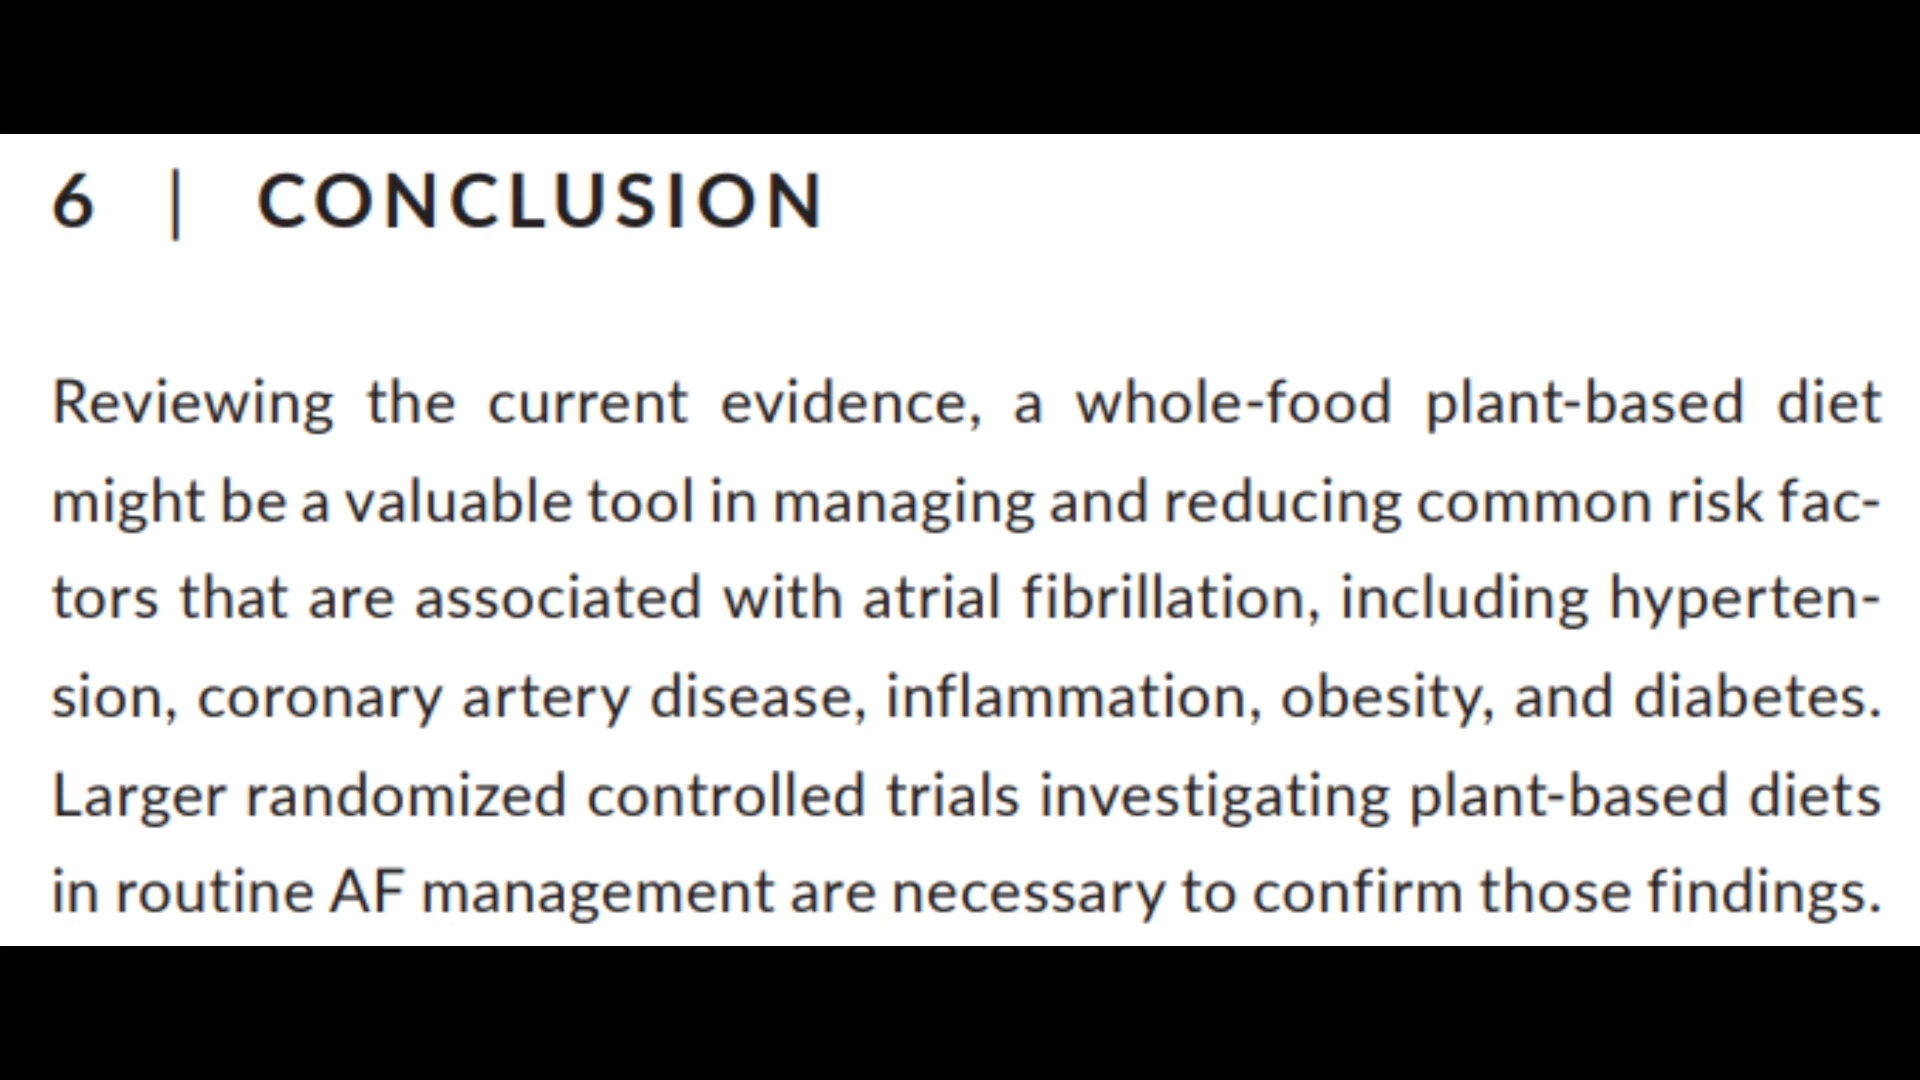 6 | CONCLUSION
Reviewing the current evidence, a whole-food plant-based diet
might be a valuable tool in managing and reducing common risk fac-
tors that are associated with atrial fibrillation, including hyperten-
sion, coronary artery disease, inflammation, obesity, and diabetes.
Larger randomized controlled trials investigating plant-based diets
in routine AF management are necessary to confirm those findings.